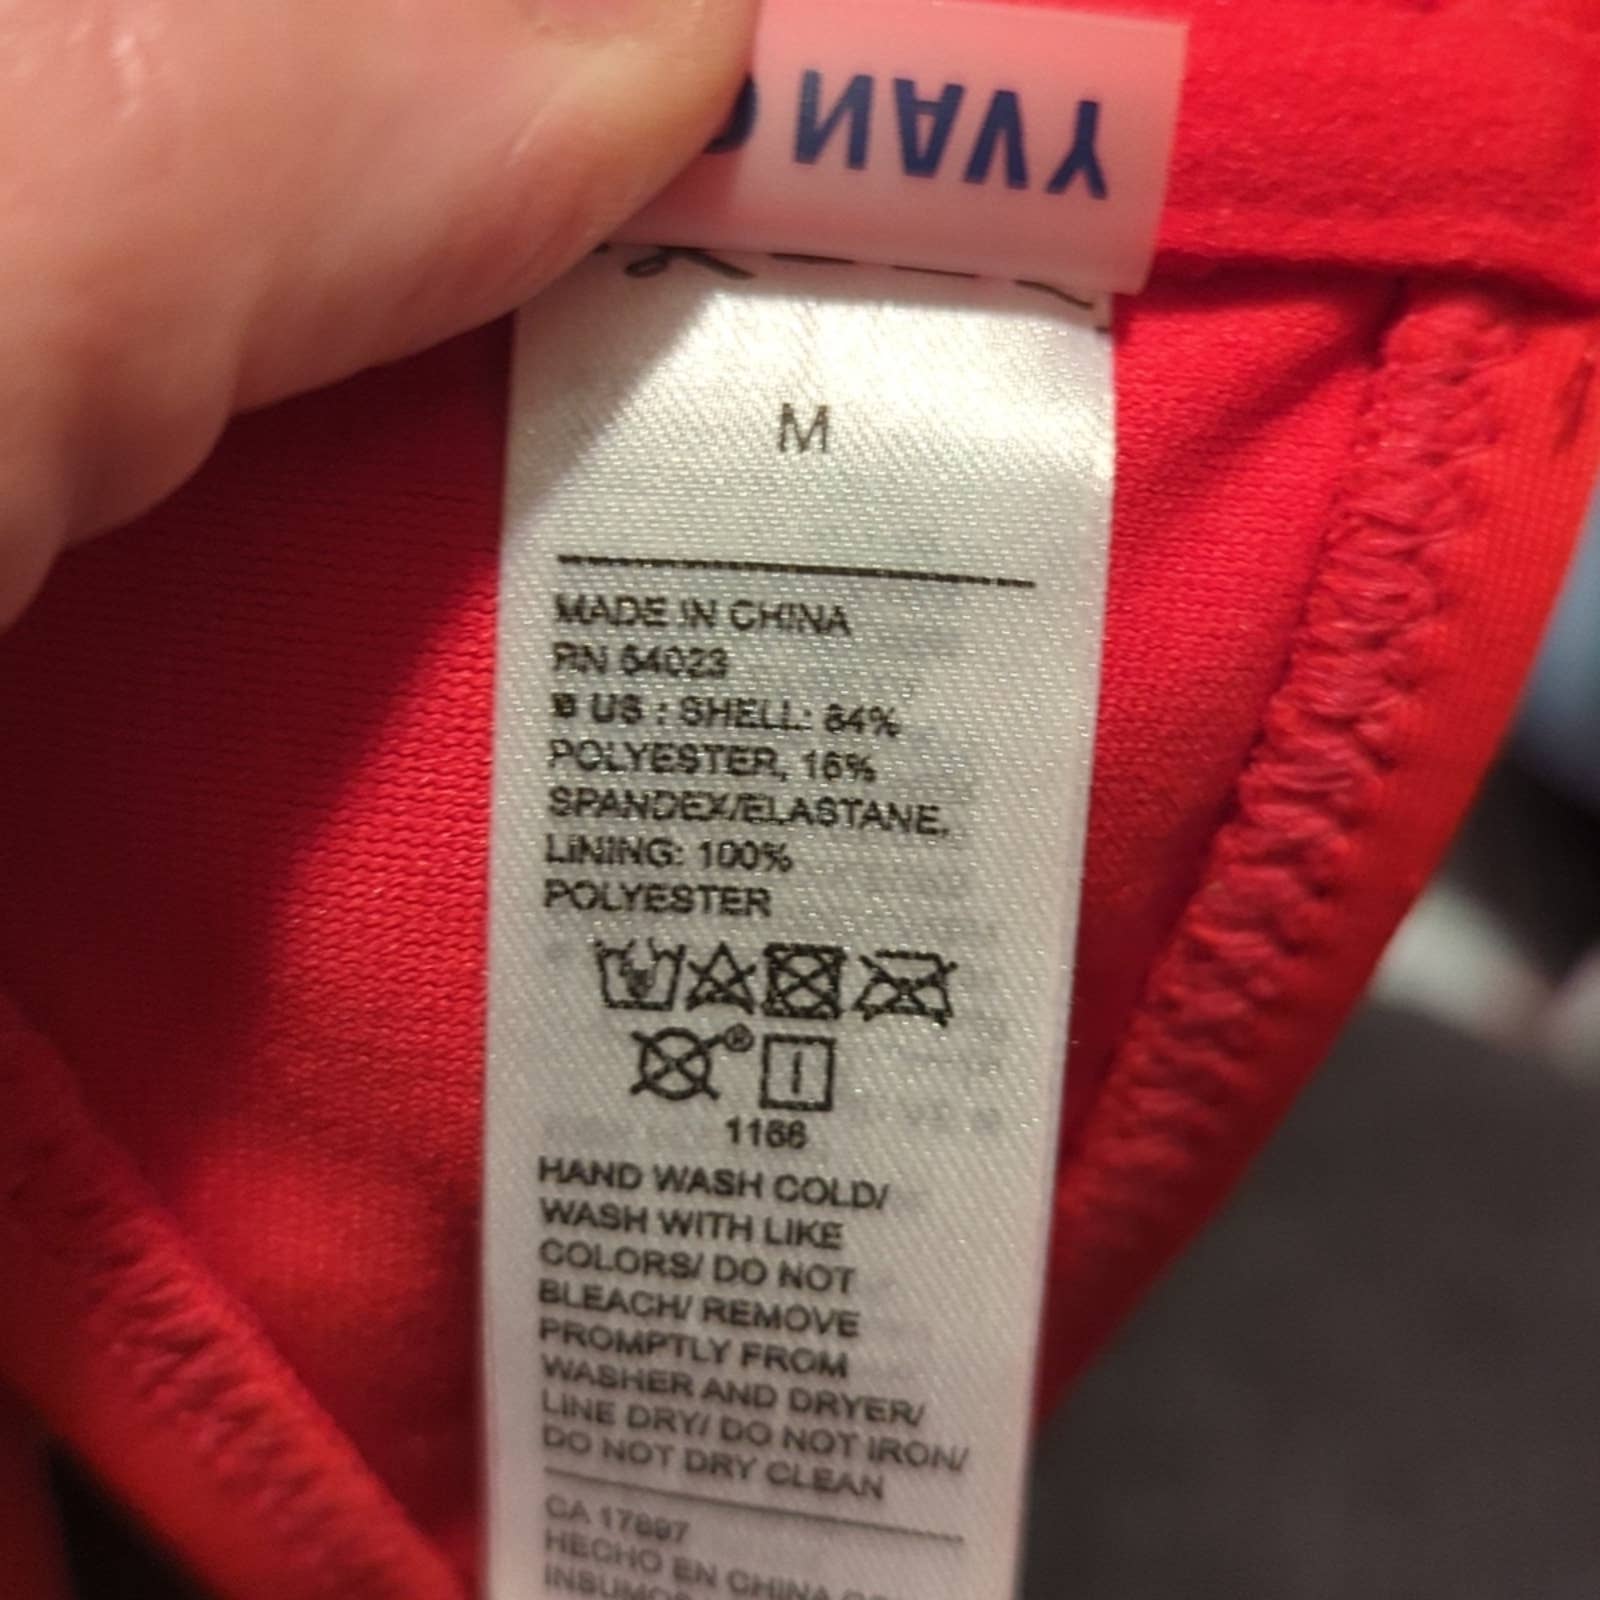 YVAN
M
MADE IN CHINA
RN 54023
US : SHELL: 84%
POLYESTER, 16%
SPANDEX/ELASTANE.
LINING: 100%
POLYESTER
1166
HAND WASH COLD/
WASH WITH LIKE
COLORS/ DO NOT
BLEACH/ REMOVE
PROMPTLY FROM
WASHER AND DRYER/
LINE DRY/ DO NOT IRON/
DO NOT DRY CLEAN
CA 17897
HECHO EN CHINA